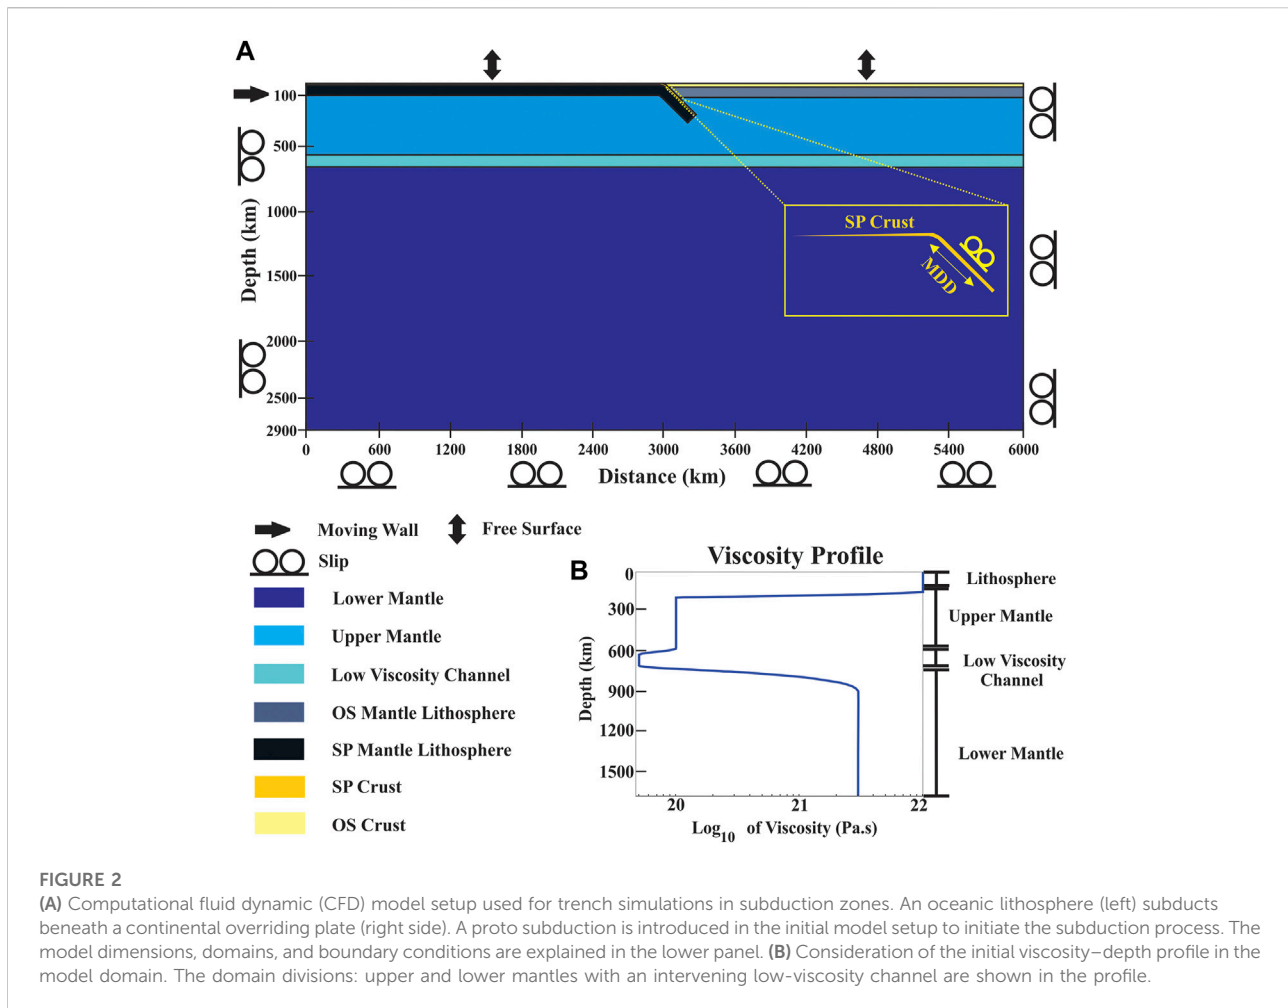 A
100
500
1000
1500
2000
2500
2900
Depth (km)
SP Crust
MDD
0 600 1200 1800 2400 3000 3600 4200 4800 5400 6000
Distance (km)
Moving Wall
Free Surface
Slip
Lower Mantle
Upper Mantle
Low Viscosity Channel
OS Mantle Lithosphere
SP Mantle Lithosphere
SP Crust
OS Crust
B
Viscosity Profile
0
300
600
900
1200
1500
Depth (km)
20 21 22
Log10 of Viscosity (Pa.s)
Lithosphere
Upper Mantle
Low Viscosity
Channel
Lower Mantle
FIGURE 2
(A) Computational fluid dynamic (CFD) model setup used for trench simulations in subduction zones. An oceanic lithosphere (left) subducts
beneath a continental overriding plate (right side). A proto subduction is introduced in the initial model setup to initiate the subduction process. The
model dimensions, domains, and boundary conditions are explained in the lower panel. (B) Consideration of the initial viscosity–depth profile in the
model domain. The domain divisions: upper and lower mantles with an intervening low-viscosity channel are shown in the profile.